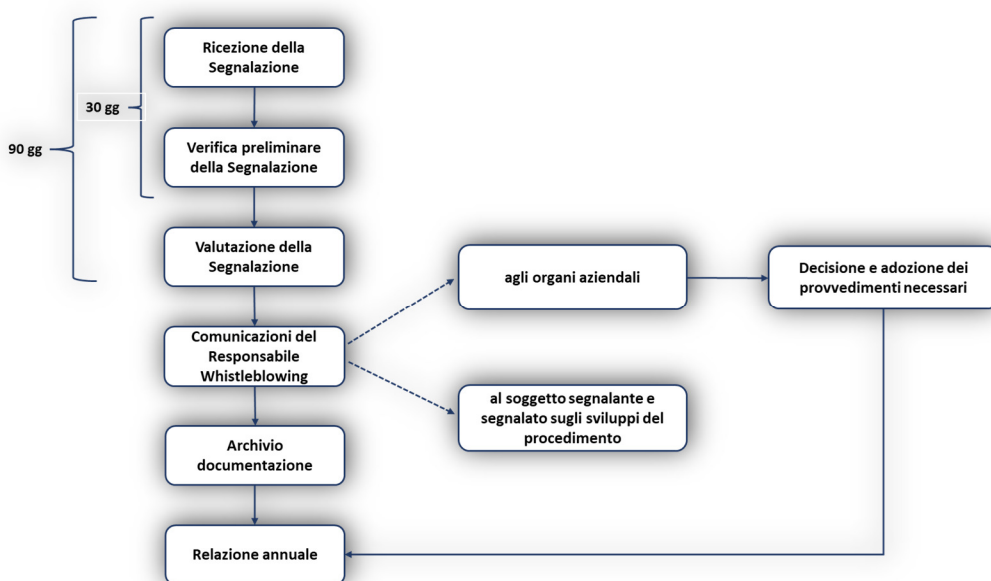 Ricezione della
Segnalazione
30 gg
90 gg
Verifica preliminare
della Segnalazione
Valutazione della
Segnalazione
agli organi aziendali
Decisione e adozione dei
provvedimenti necessari
Comunicazioni del
Responsabile
Whistleblowing
al soggetto segnalante e
segnalato sugli sviluppi del
procedimento
Archivio
documentazione
Relazione annuale